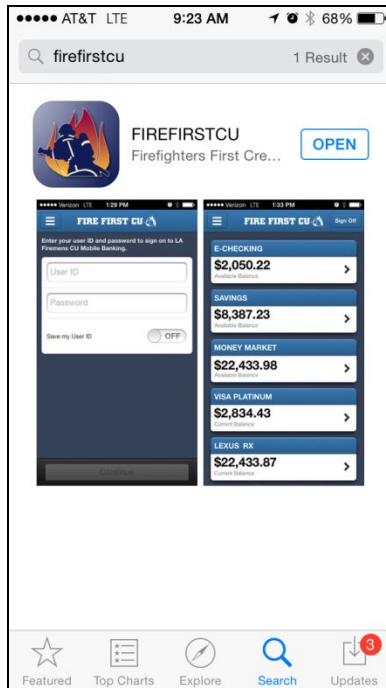 AT&T LTE 9:23 AM 68%
firefirstcu 1 Result
FIREFIRSTCU
Firefighters First Cre...
OPEN
Verizon LTE 1:29 PM
FIRE FIRST CU
Enter your user ID and password to sign on to LA
Firemens CU Mobile Banking.
User ID
Password
Save my User ID OFF
Continue
Verizon LTE 1:33 PM
FIRE FIRST CU Sign Off
E-CHECKING
$2,050.22
Available Balance
SAVINGS
$8,387.23
Available Balance
MONEY MARKET
$22,433.98
Available Balance
VISA PLATINUM
$2,834.43
Current Balance
LEXUS RX
$22,433.87
Current Balance
3
Featured Top Charts Explore Search Updates